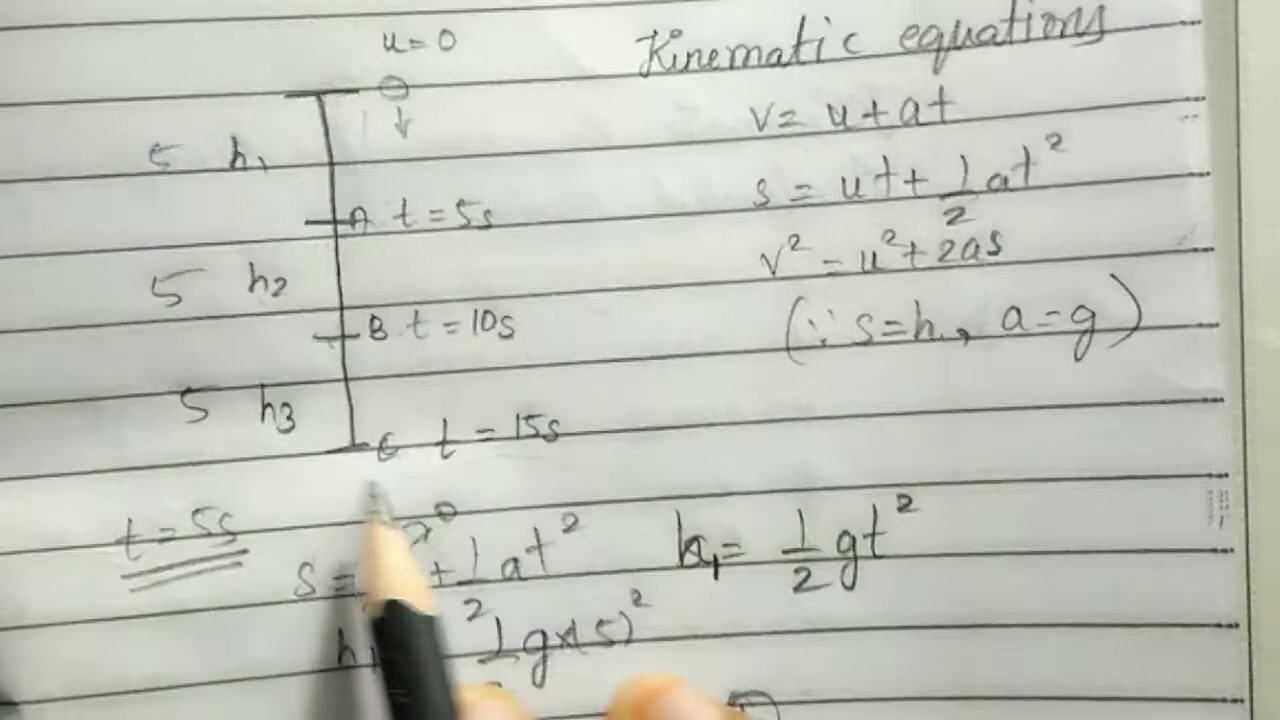 u=0
Kinematic equations
v= u+at
5 h₁
s = ut+ 1/2 at²
A t = 5s
v² = u²+2as
5 h₂
(∵ s=h, a=g)
B. t = 10s
5 h₃
C t = 15s
t = 5s
s = + 1/2 at² h₁= 1/2 gt²
h₁ 1 g×(5)²